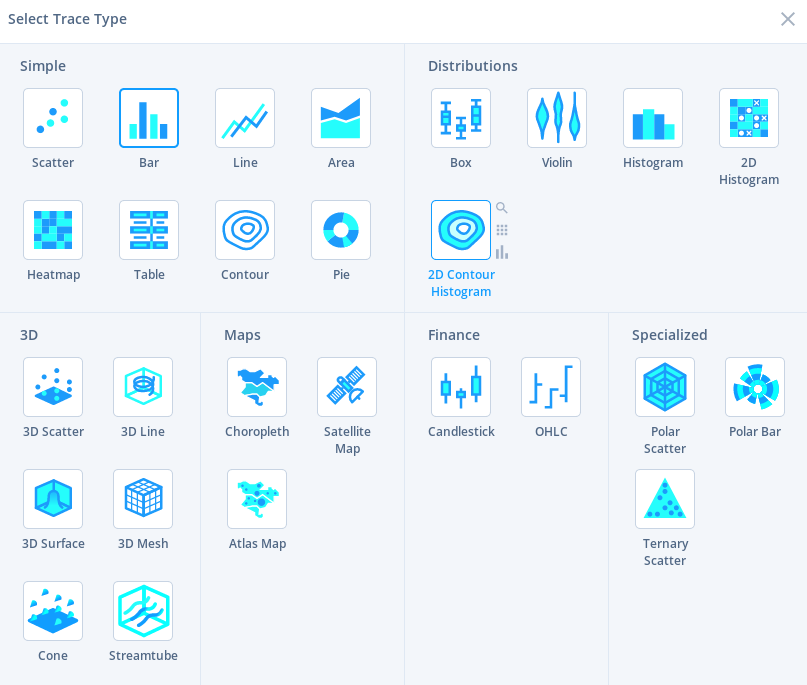 Select Trace Type
Simple
Scatter
Bar
Line
Area
Heatmap
Table
Contour
Pie
Distributions
Box
Violin
Histogram
2D
Histogram
2D Contour
Histogram
3D
3D Scatter
3D Line
3D Surface
3D Mesh
Cone
Streamtube
Maps
Choropleth
Satellite
Map
Atlas Map
Finance
Candlestick
OHLC
Specialized
Polar
Scatter
Polar Bar
Ternary
Scatter